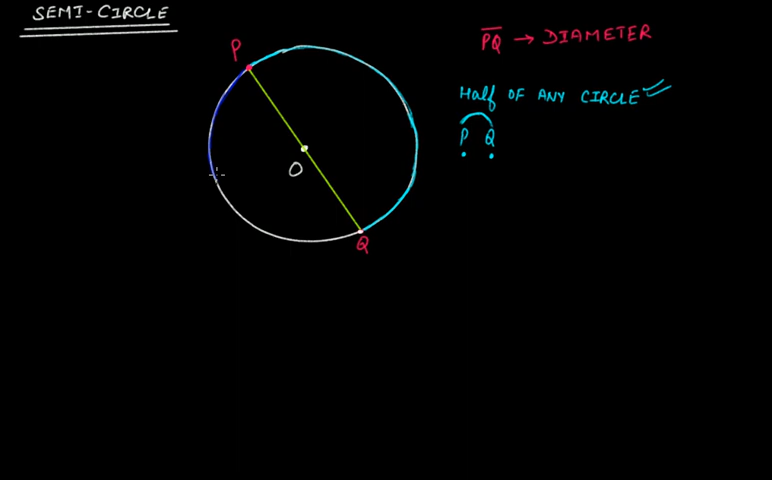 SEMI-CIRCLE
P
PQ → DIAMETER
Half OF ANY CIRCLE
P Q
O
Q